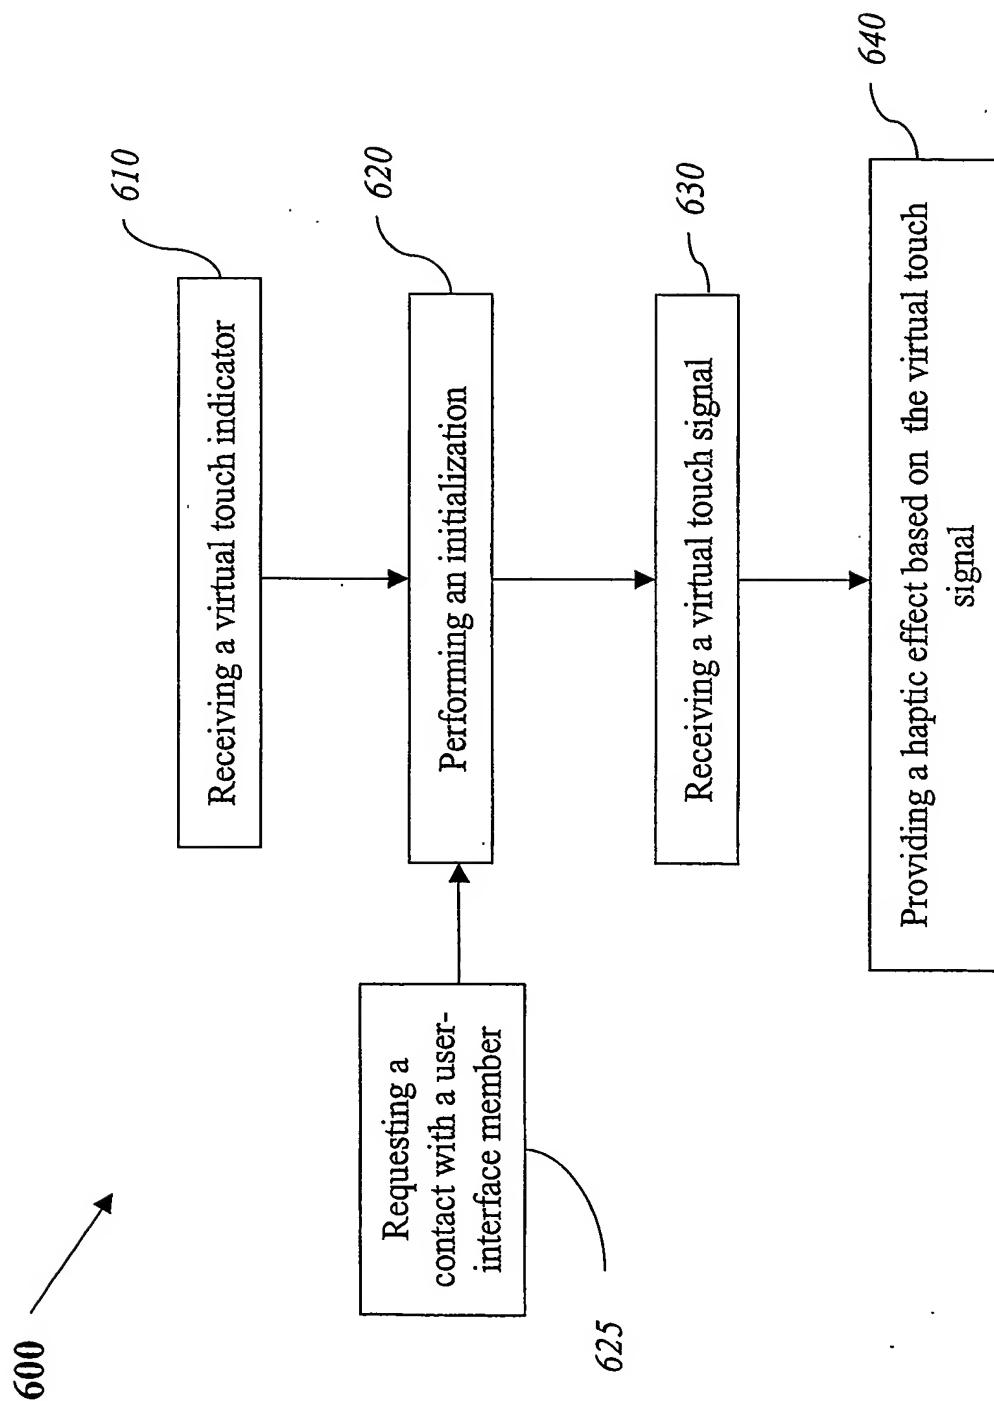 600
610
Receiving a virtual touch indicator
620
Performing an initialization
Requesting a
contact with a user-
interface member
625
630
Receiving a virtual touch signal
640
Providing a haptic effect based on the virtual touch
signal